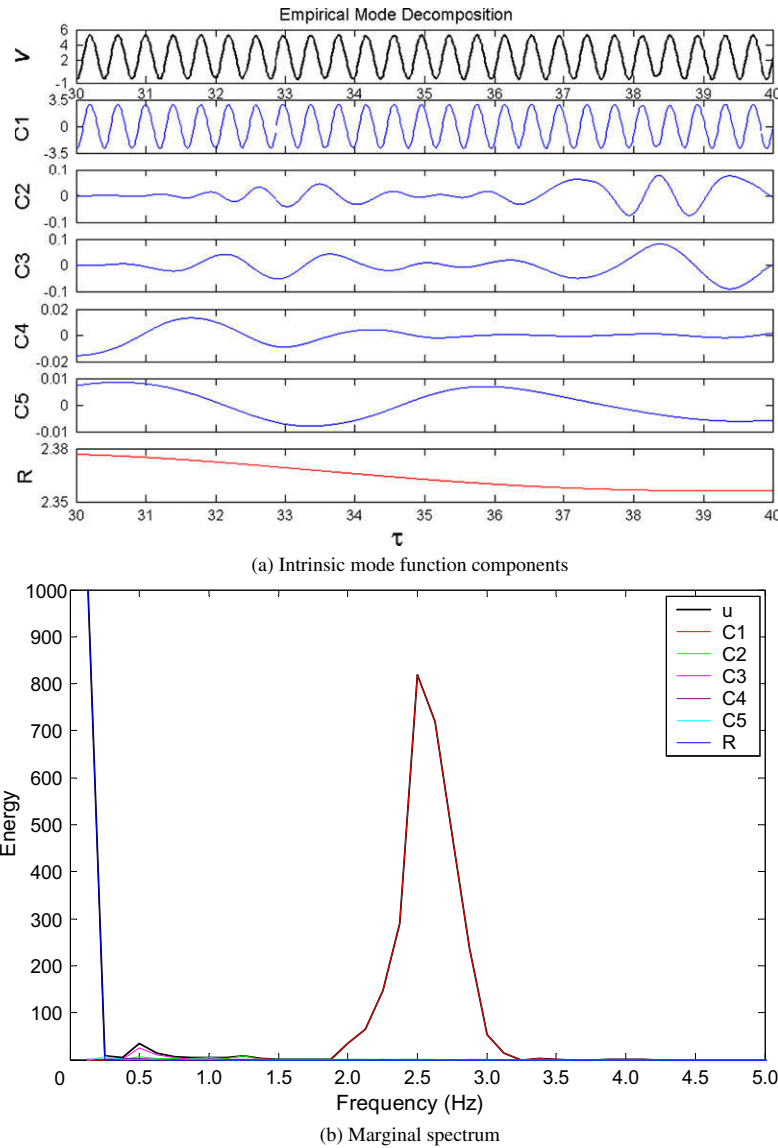 Empirical Mode Decomposition
V
6
4
2
-1
30 31 32 33 34 35 36 37 38 39 40
C1
3.5
0
-3.5
C2
0.1
0
-0.1
C3
0.1
0
-0.1
C4
0.02
0
-0.02
C5
0.01
0
-0.01
R
2.38
2.35
30 31 32 33 34 35 36 37 38 39 40
τ
(a) Intrinsic mode function components
Energy
1000
900
800
700
600
500
400
300
200
100
0 0.5 1.0 1.5 2.0 2.5 3.0 3.5 4.0 4.5 5.0
Frequency (Hz)
u
C1
C2
C3
C4
C5
R
(b) Marginal spectrum